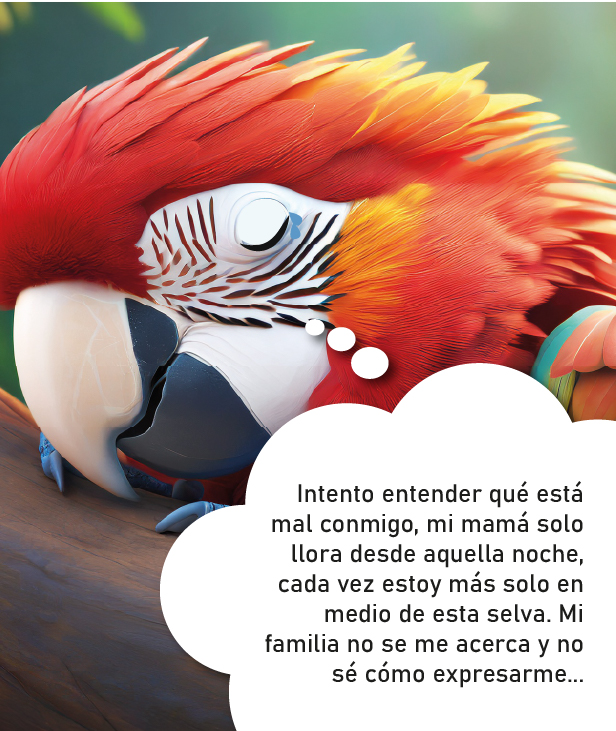 Intento entender qué está
mal conmigo, mi mamá solo
llora desde aquella noche,
cada vez estoy más solo en
medio de esta selva. Mi
familia no se me acerca y no
sé cómo expresarme...